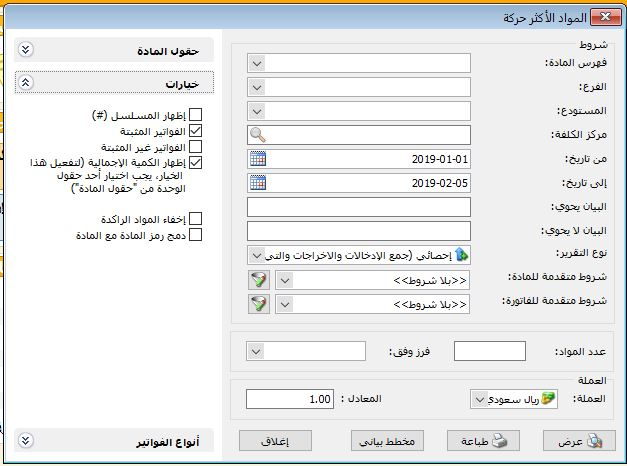 المواد الأكثر حركة
شروط
فهرس المادة:
الفرع:
المستودع:
مركز الكلفة:
من تاريخ:
2019-01-01
إلى تاريخ:
2019-02-05
البيان يحوي:
البيان لا يحوي:
نوع التقرير:
إحصائي (جمع الإدخالات والاخراجات والتي
شروط متقدمة للمادة:
<<بلا شروط>>
شروط متقدمة للفاتورة:
<<بلا شروط>>
عدد المواد:
فرز وفق:
العملة
العملة:
ريال سعودي
المعادل :
1.00
عرض
طباعة
مخطط بياني
إغلاق
حقول المادة
خيارات
إظهار المسلسل (#)
الفواتير المثبتة
الفواتير غير المثبتة
إظهار الكمية الإجمالية (لتفعيل هذا
الخيار، يجب اختيار أحد حقول
الوحدة من "حقول المادة")
إخفاء المواد الراكدة
دمج رمز المادة مع المادة
أنواع الفواتير